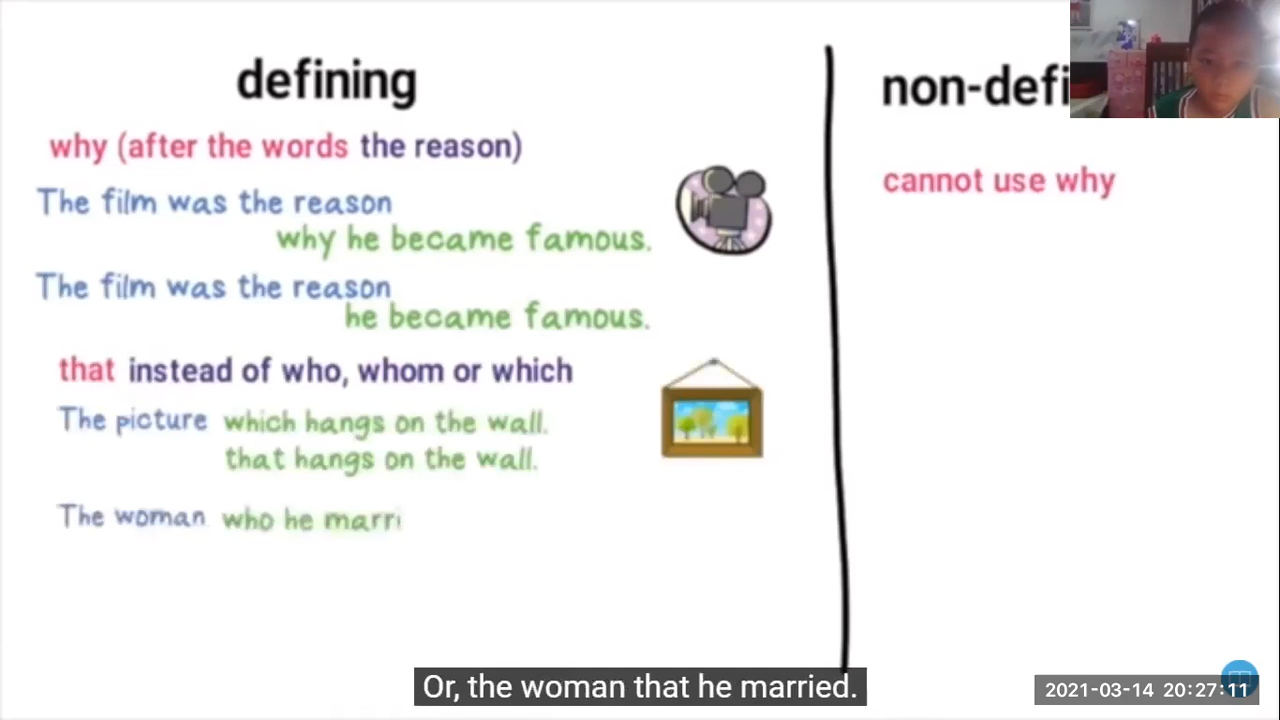 defining
why (after the words the reason)
The film was the reason
why he became famous.
The film was the reason
he became famous.
that instead of who, whom or which
The picture which hangs on the wall.
that hangs on the wall.
The woman who he marri
non-defi
cannot use why
Or, the woman that he married.
2021-03-14 20:27:11